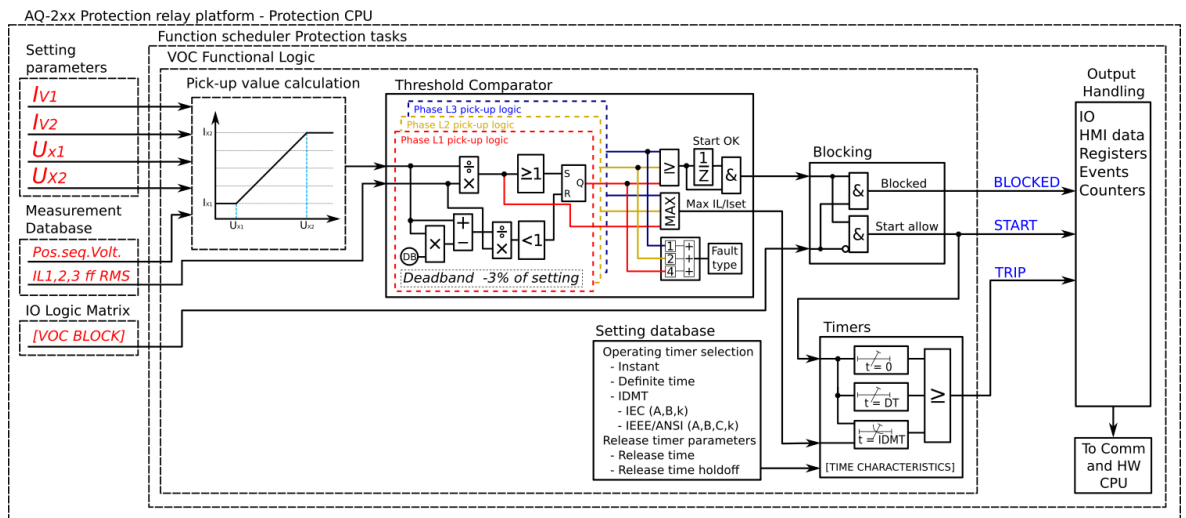 AQ-2xx Protection relay platform - Protection CPU
Function scheduler Protection tasks
VOC Functional Logic
Setting
parameters
IV1
IV2
UX1
UX2
Measurement
Database
Pos.seq.Volt.
IL1,2,3 ff RMS
IO Logic Matrix
[VOC BLOCK]
Pick-up value calculation
IX2
IX1
UX1
UX2
Threshold Comparator
Phase L3 pick-up logic
Phase L2 pick-up logic
Phase L1 pick-up logic
×
÷
≥1
S
R
Q
DB
×
+
−
×
÷
<1
Deadband -3% of setting
≥
Start OK
1
Z
&
MAX
Max IL/Iset
1 +
2 +
4 +
Fault
type
Blocking
&
Blocked
&
Start allow
BLOCKED
START
TRIP
Output
Handling
IO
HMI data
Registers
Events
Counters
To Comm
and HW
CPU
Setting database
Operating timer selection
- Instant
- Definite time
- IDMT
- IEC (A,B,k)
- IEEE/ANSI (A,B,C,k)
Release timer parameters
- Release time
- Release time holdoff
Timers
t = 0
t = DT
t = IDMT
≥
[TIME CHARACTERISTICS]